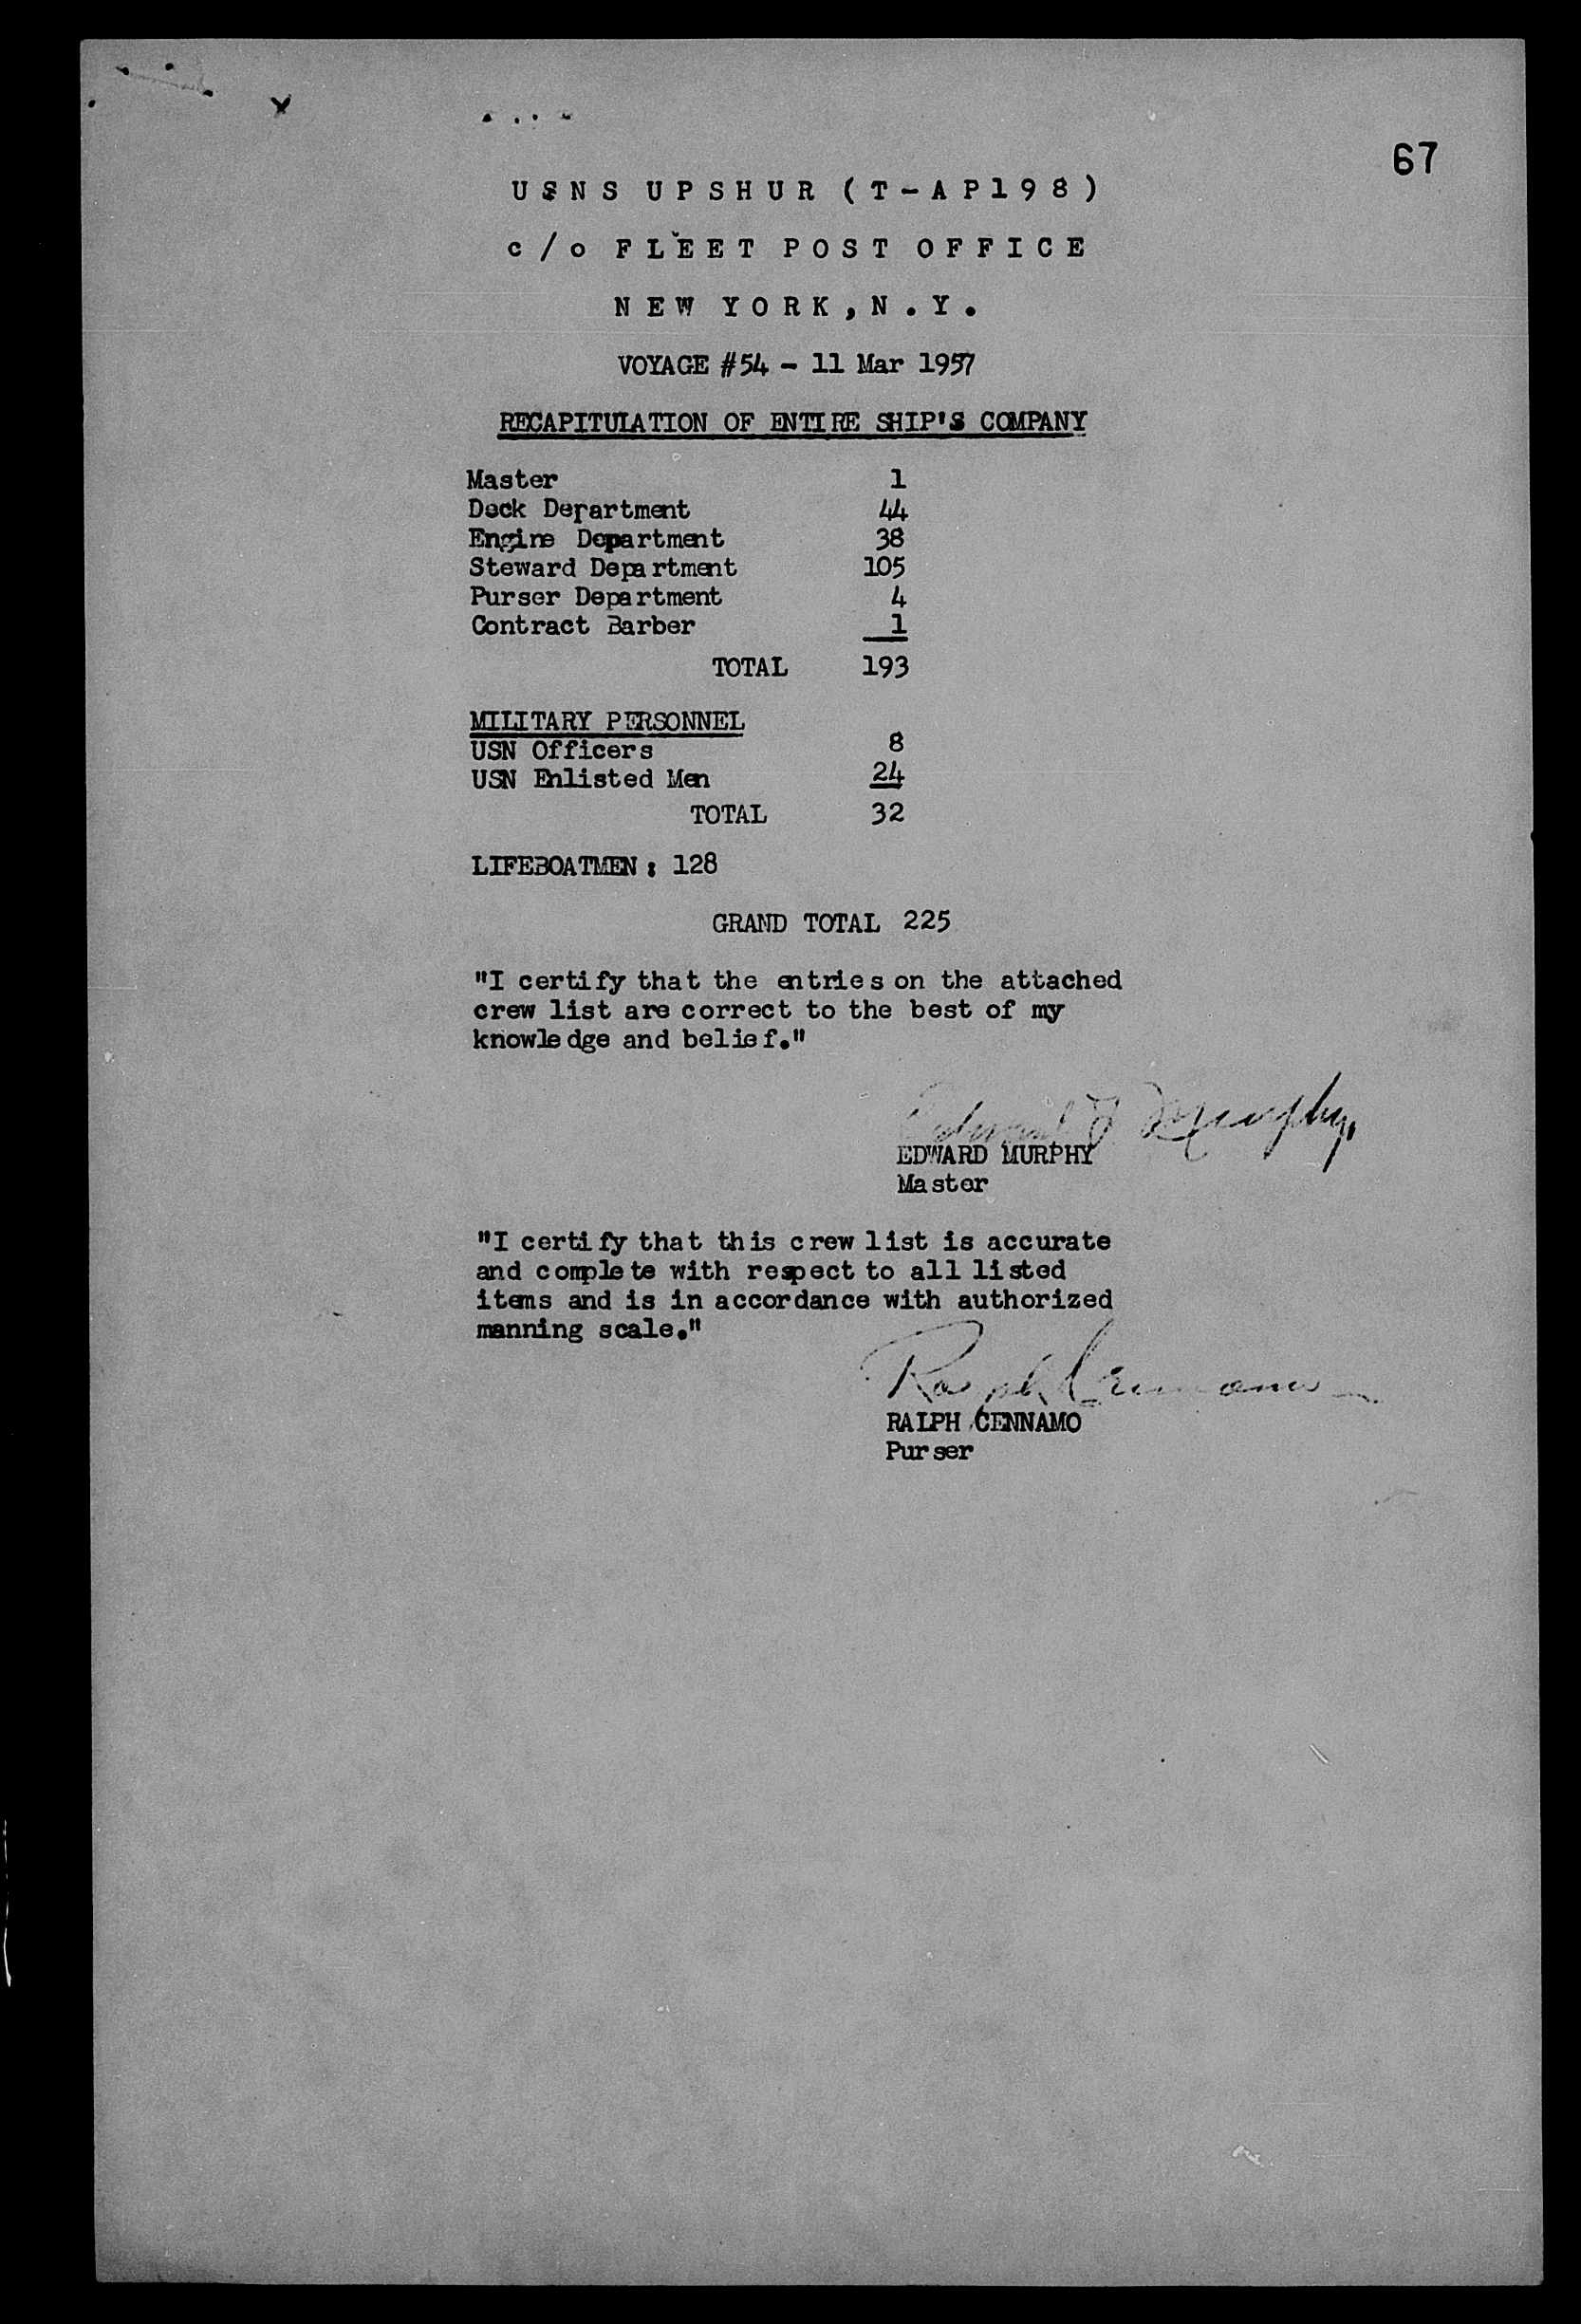 67
USNS UPSHUR (T-AP198)
c/o FLEET POST OFFICE
NEW YORK, N.Y.
VOYAGE #54 - 11 Mar 1957
RECAPITULATION OF ENTIRE SHIP'S COMPANY
Master 1
Deck Department 44
Engine Department 38
Steward Department 105
Purser Department 4
Contract Barber 1
TOTAL 193
MILITARY PERSONNEL
USN Officers 8
USN Enlisted Men 24
TOTAL 32
LIFEBOATMEN: 128
GRAND TOTAL 225
"I certify that the entries on the attached
crew list are correct to the best of my
knowledge and belief."
Edward J Murphy,
EDWARD MURPHY
Master
"I certify that this crew list is accurate
and complete with respect to all listed
items and is in accordance with authorized
manning scale."
Ralph Cennamo
RALPH CENNAMO
Purser